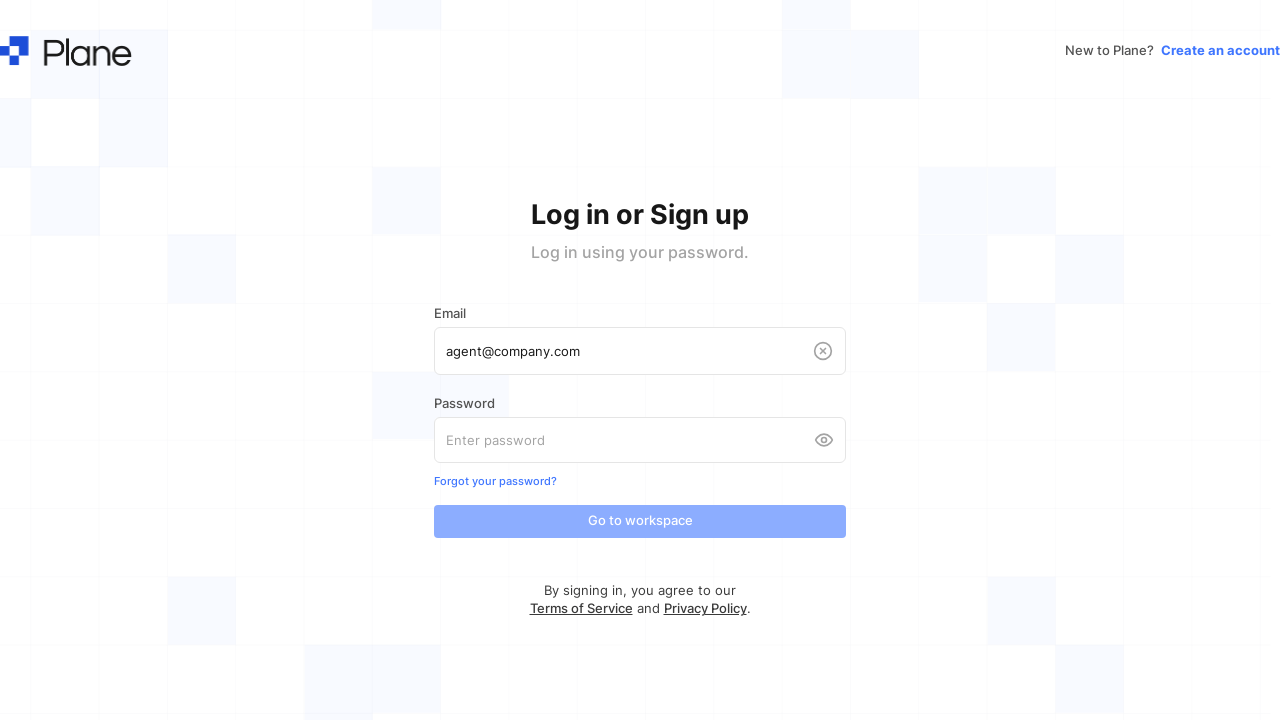 Plane
New to Plane? Create an account
Log in or Sign up
Log in using your password.
Email
agent@company.com
Password
Enter password
Forgot your password?
Go to workspace
By signing in, you agree to our
Terms of Service and Privacy Policy.